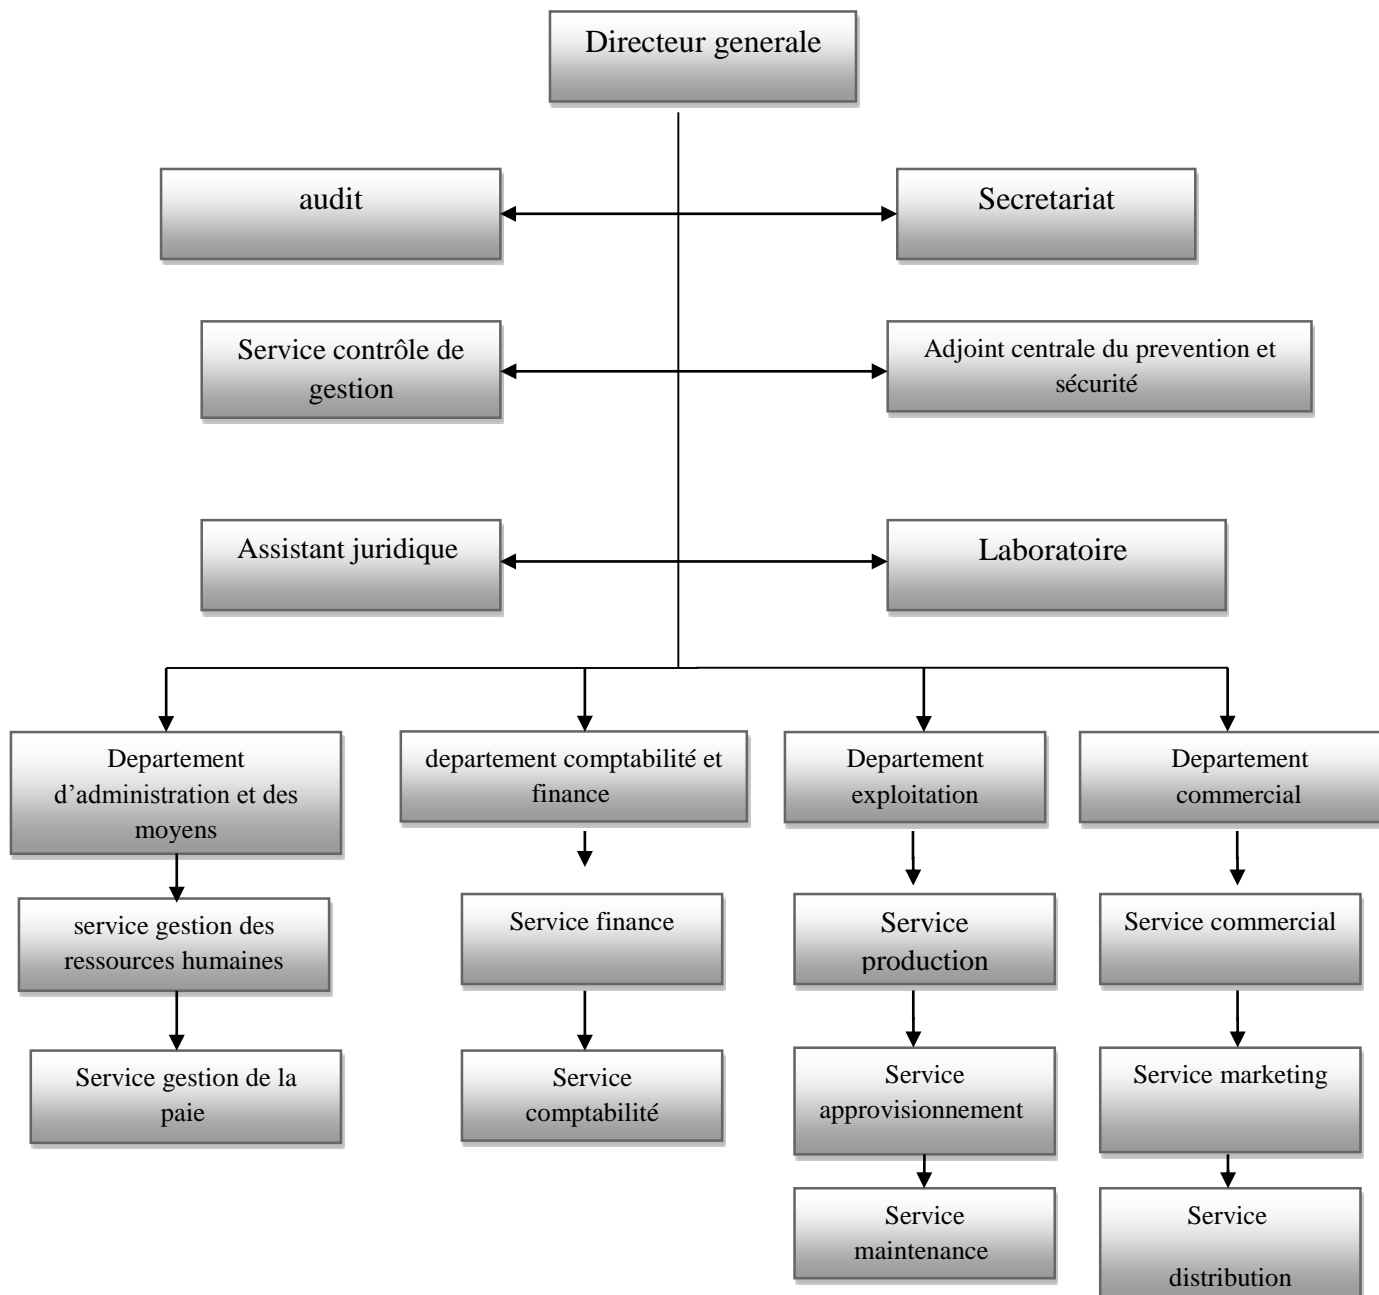 Directeur generale
audit
Secretariat
Service contrôle de
gestion
Adjoint centrale du prevention et
sécurité
Assistant juridique
Laboratoire
Departement
d’administration et des
moyens
departement comptabilité et
finance
Departement
exploitation
Departement
commercial
service gestion des
ressources humaines
Service finance
Service
production
Service commercial
Service gestion de la
paie
Service
comptabilité
Service
approvisionnement
Service marketing
Service
maintenance
Service
distribution